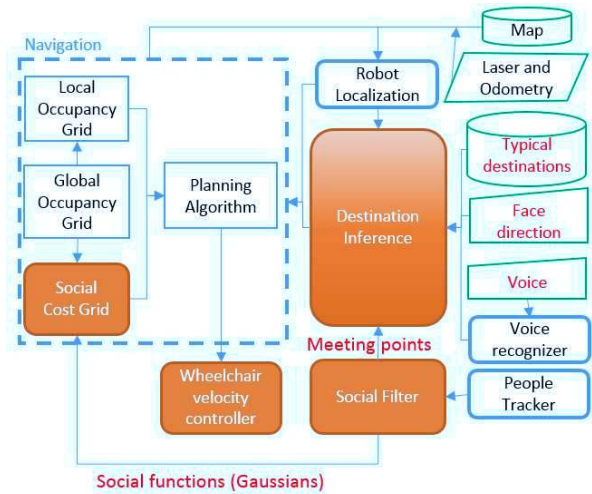 Navigation
Map
Local
Occupancy
Grid
Robot
Localization
Laser and
Odometry
Typical
destinations
Global
Occupancy
Grid
Planning
Algorithm
Destination
Inference
Face
direction
Social
Cost Grid
Voice
Meeting points
Voice
recognizer
Wheelchair
velocity
controller
Social Filter
People
Tracker
Social functions (Gaussians)